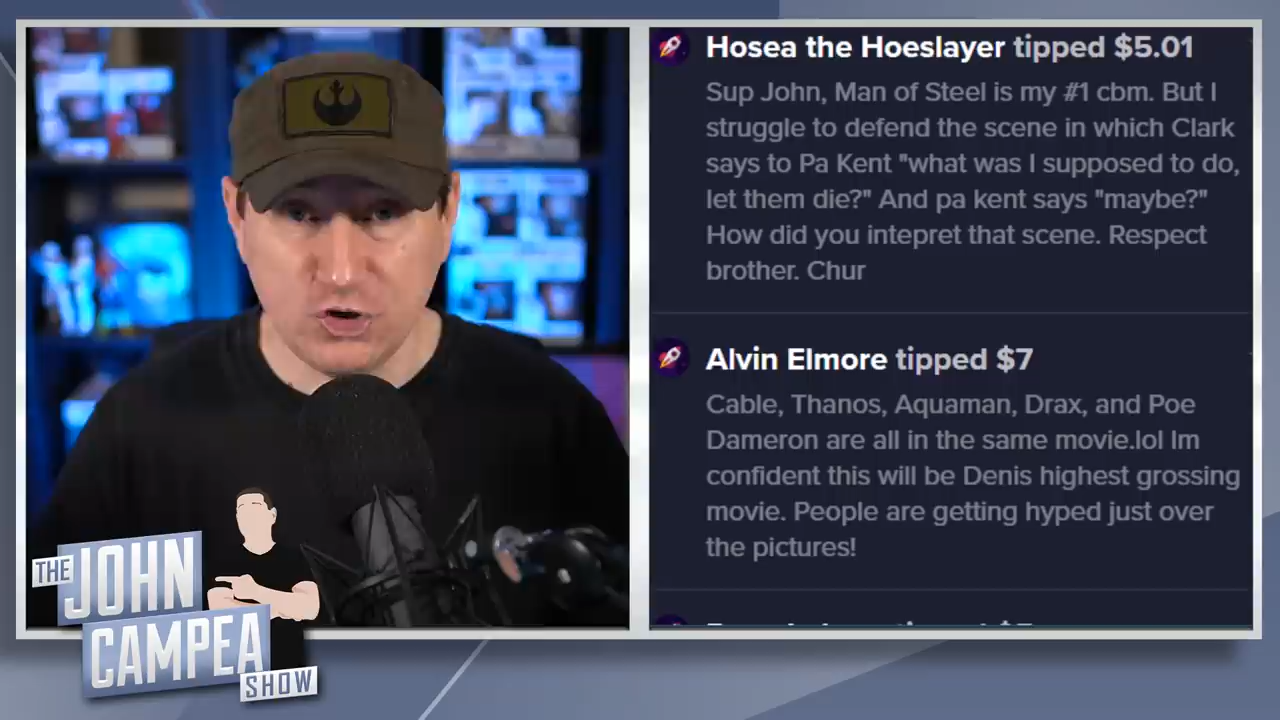 Hosea the Hoeslayer tipped $5.01
Sup John, Man of Steel is my #1 cbm. But I
struggle to defend the scene in which Clark
says to Pa Kent "what was I supposed to do,
let them die?" And pa kent says "maybe?"
How did you intepret that scene. Respect
brother. Chur
Alvin Elmore tipped $7
Cable, Thanos, Aquaman, Drax, and Poe
Dameron are all in the same movie.lol Im
confident this will be Denis highest grossing
movie. People are getting hyped just over
the pictures!
THE
JOHN
CAMPEA
SHOW